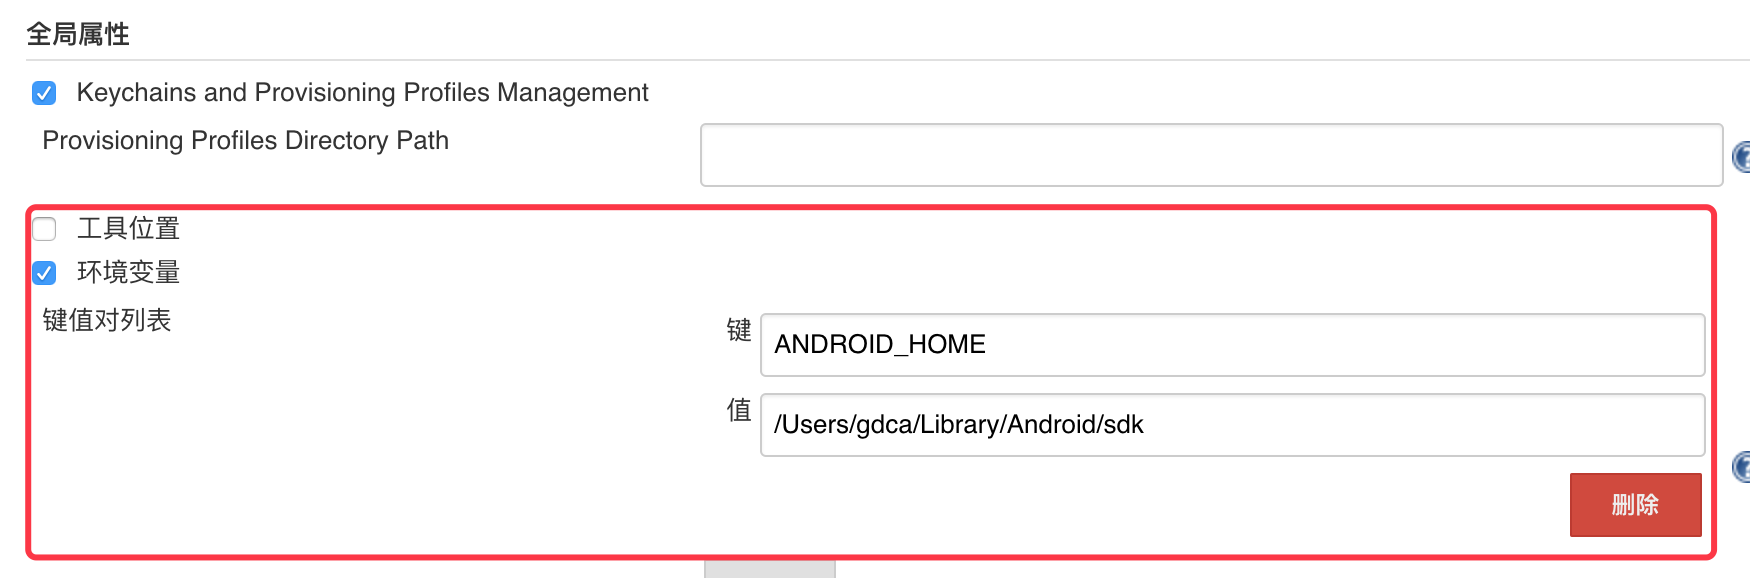 全局属性
Keychains and Provisioning Profiles Management
Provisioning Profiles Directory Path
工具位置
环境变量
键值对列表
键
ANDROID_HOME
值
/Users/gdca/Library/Android/sdk
删除